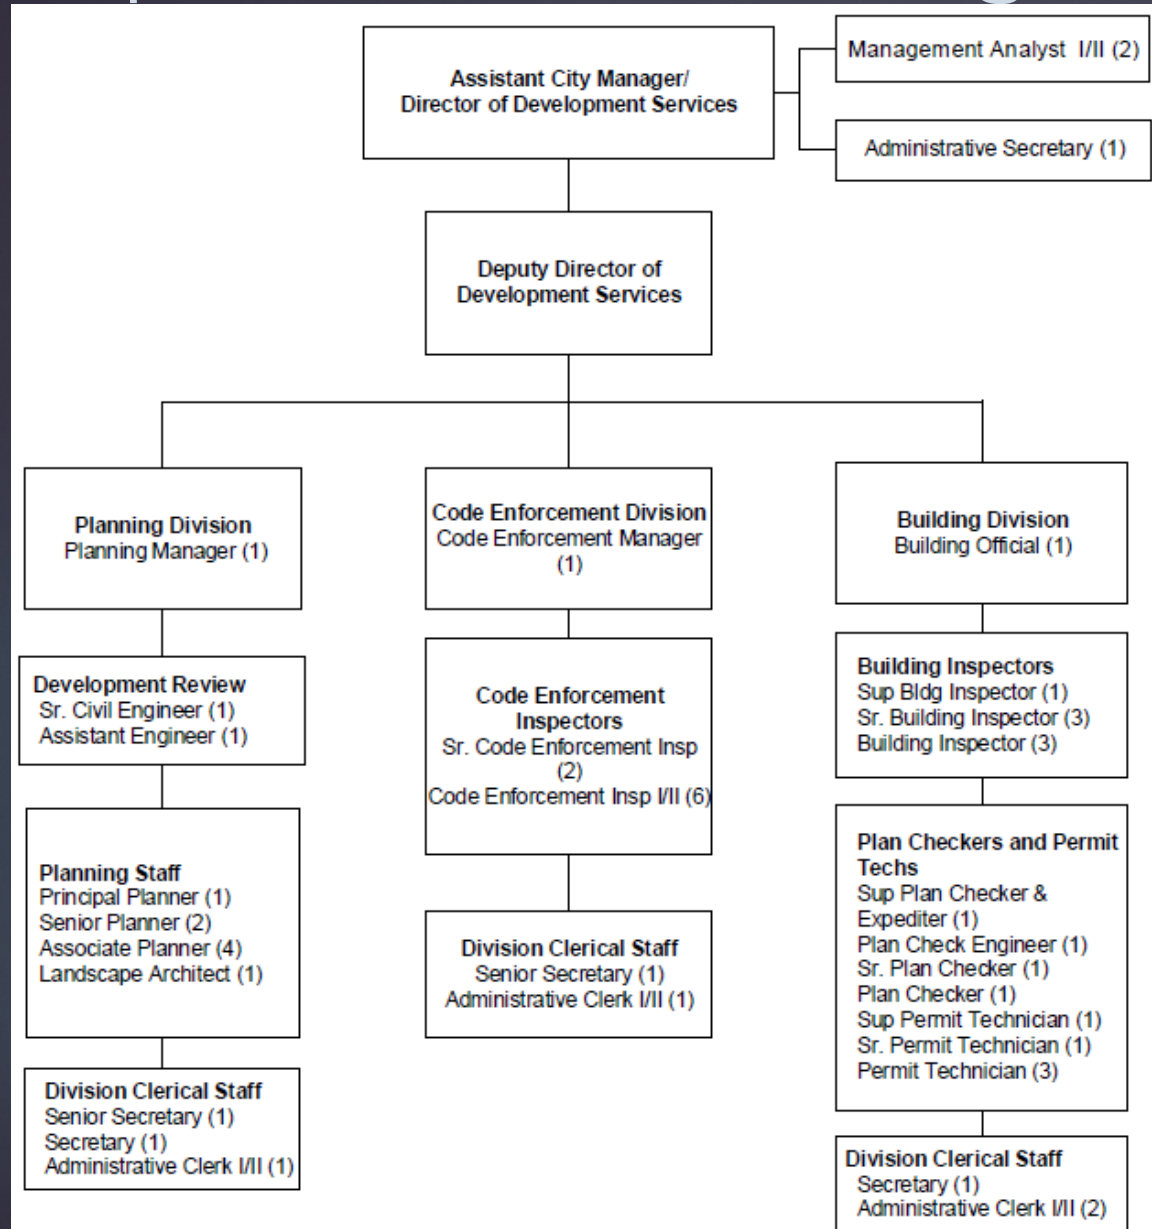 Assistant City Manager/
Director of Development Services
Management Analyst I/II (2)
Administrative Secretary (1)
Deputy Director of
Development Services
Planning Division
Planning Manager (1)
Code Enforcement Division
Code Enforcement Manager
(1)
Building Division
Building Official (1)
Development Review
Sr. Civil Engineer (1)
Assistant Engineer (1)
Code Enforcement
Inspectors
Sr. Code Enforcement Insp
(2)
Code Enforcement Insp I/II (6)
Building Inspectors
Sup Bldg Inspector (1)
Sr. Building Inspector (3)
Building Inspector (3)
Planning Staff
Principal Planner (1)
Senior Planner (2)
Associate Planner (4)
Landscape Architect (1)
Division Clerical Staff
Senior Secretary (1)
Administrative Clerk I/II (1)
Plan Checkers and Permit
Techs
Sup Plan Checker &
Expediter (1)
Plan Check Engineer (1)
Sr. Plan Checker (1)
Plan Checker (1)
Sup Permit Technician (1)
Sr. Permit Technician (1)
Permit Technician (3)
Division Clerical Staff
Senior Secretary (1)
Secretary (1)
Administrative Clerk I/II (1)
Division Clerical Staff
Secretary (1)
Administrative Clerk I/II (2)